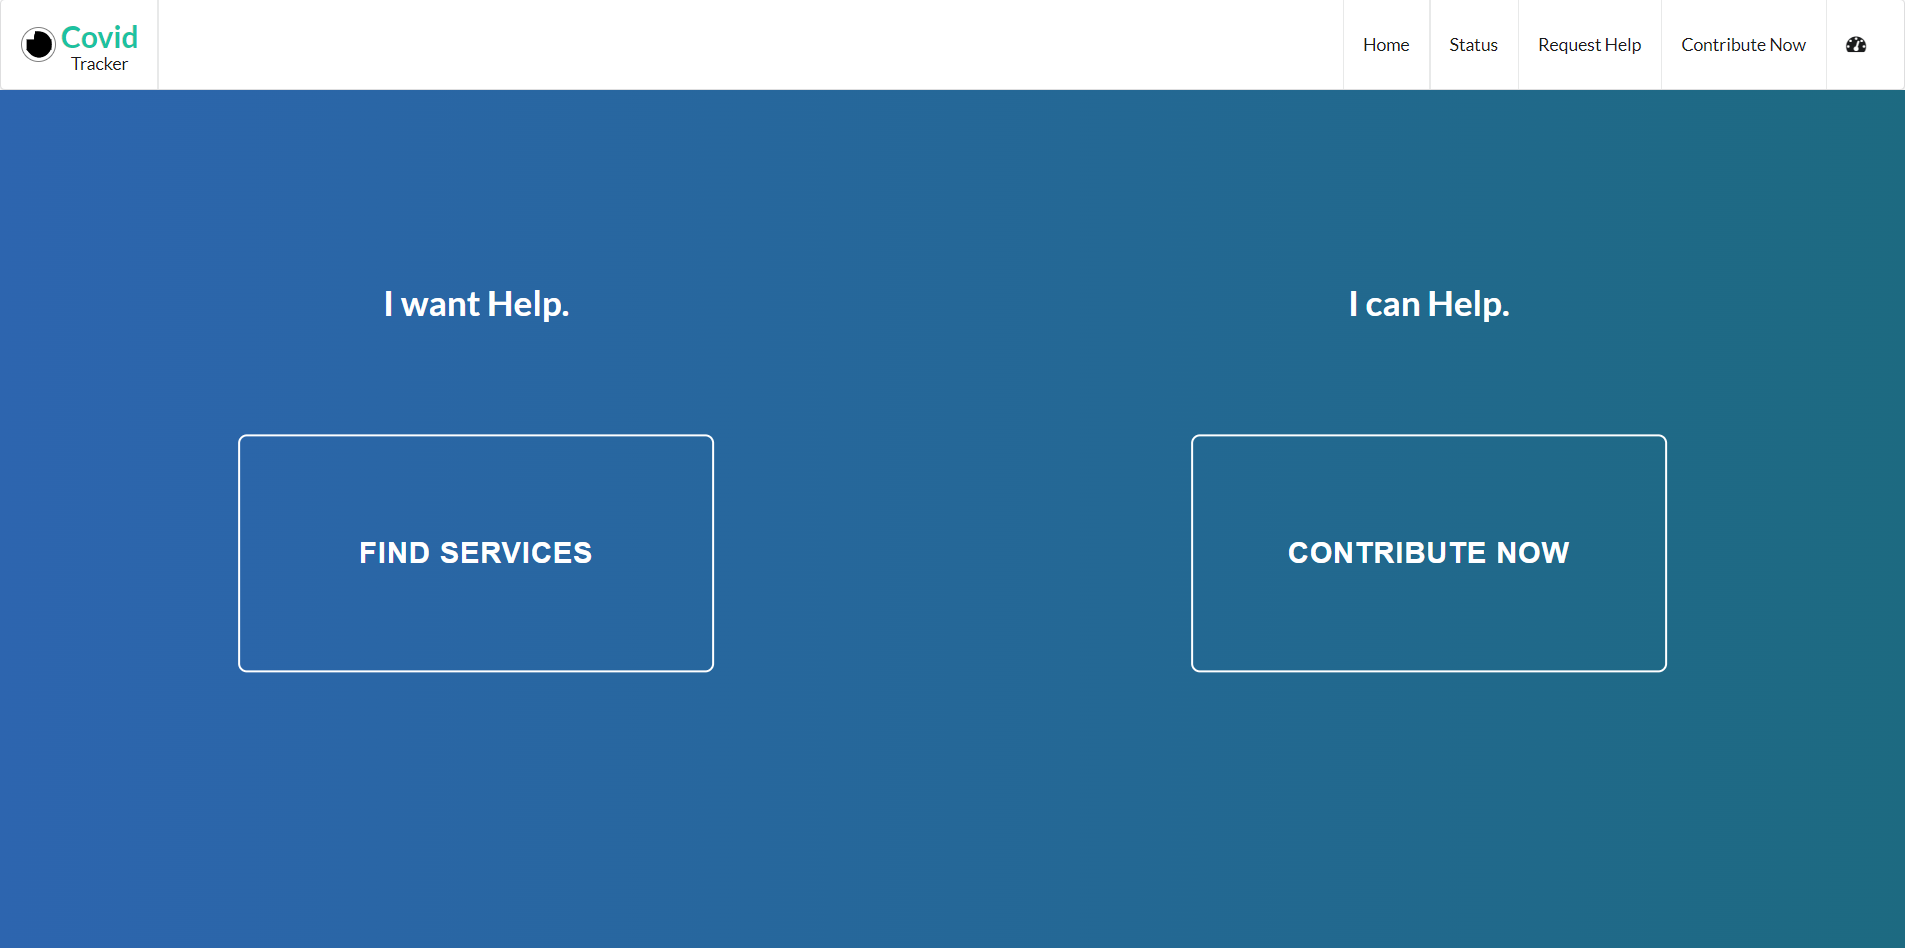 Covid
Tracker
Home
Status
Request Help
Contribute Now
I want Help.
I can Help.
FIND SERVICES
CONTRIBUTE NOW